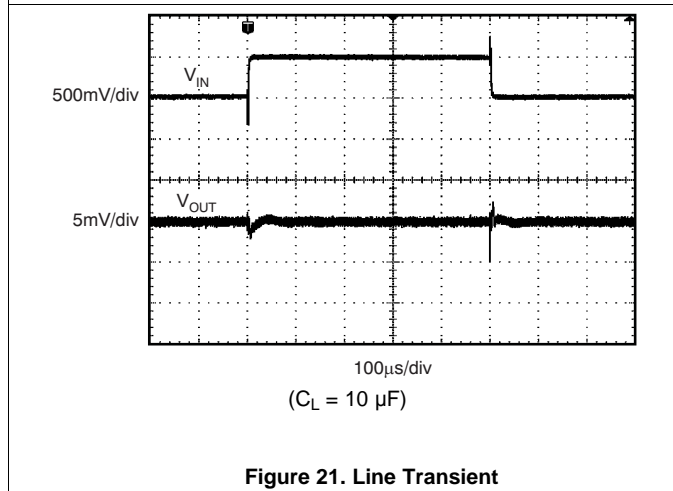 V_IN
500mV/div
V_OUT
5mV/div
100μs/div
(C_L = 10 μF)
Figure 21. Line Transient